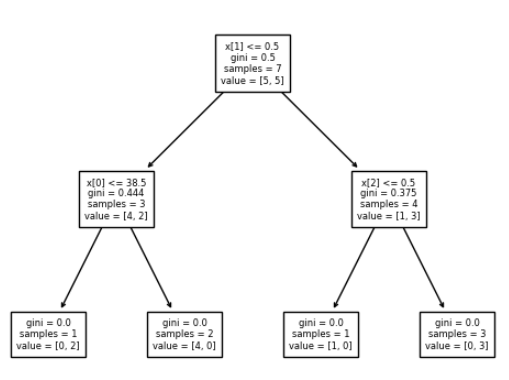 x[1] <= 0.5
gini = 0.5
samples = 7
value = [5, 5]
x[0] <= 38.5
gini = 0.444
samples = 3
value = [4, 2]
x[2] <= 0.5
gini = 0.375
samples = 4
value = [1, 3]
gini = 0.0
samples = 1
value = [0, 2]
gini = 0.0
samples = 2
value = [4, 0]
gini = 0.0
samples = 1
value = [1, 0]
gini = 0.0
samples = 3
value = [0, 3]